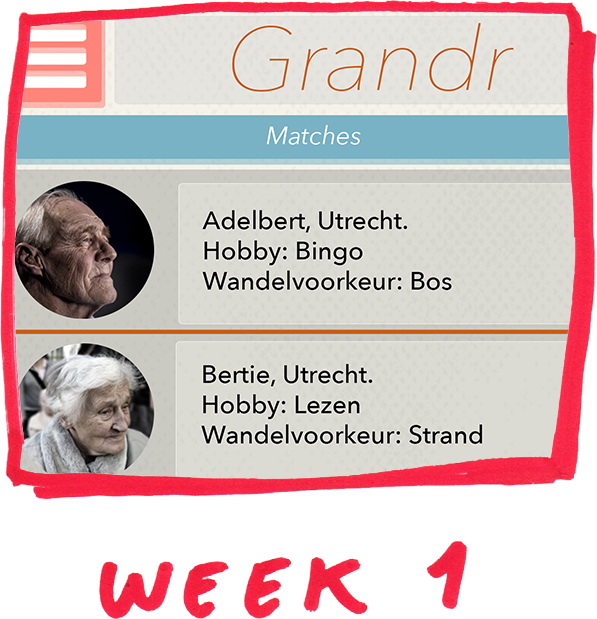 Grandr
Matches
Adelbert, Utrecht.
Hobby: Bingo
Wandelvoorkeur: Bos
Bertie, Utrecht.
Hobby: Lezen
Wandelvoorkeur: Strand
WEEK 1